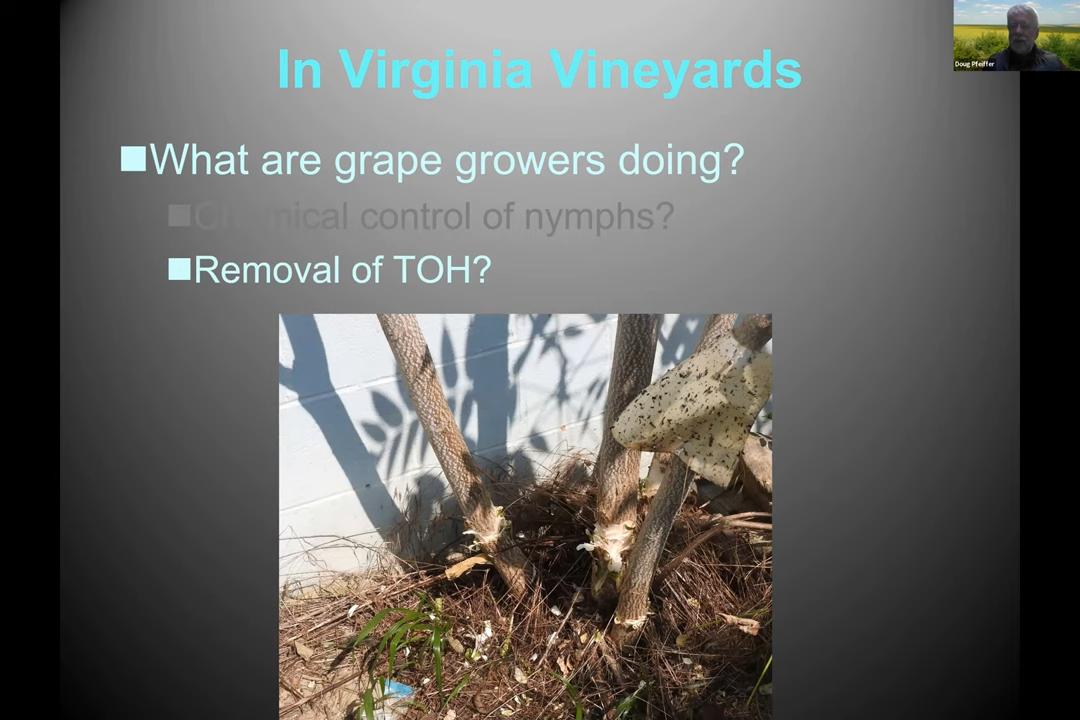 In Virginia Vineyards
Doug Pfeiffer
What are grape growers doing?
Chemical control of nymphs?
Removal of TOH?